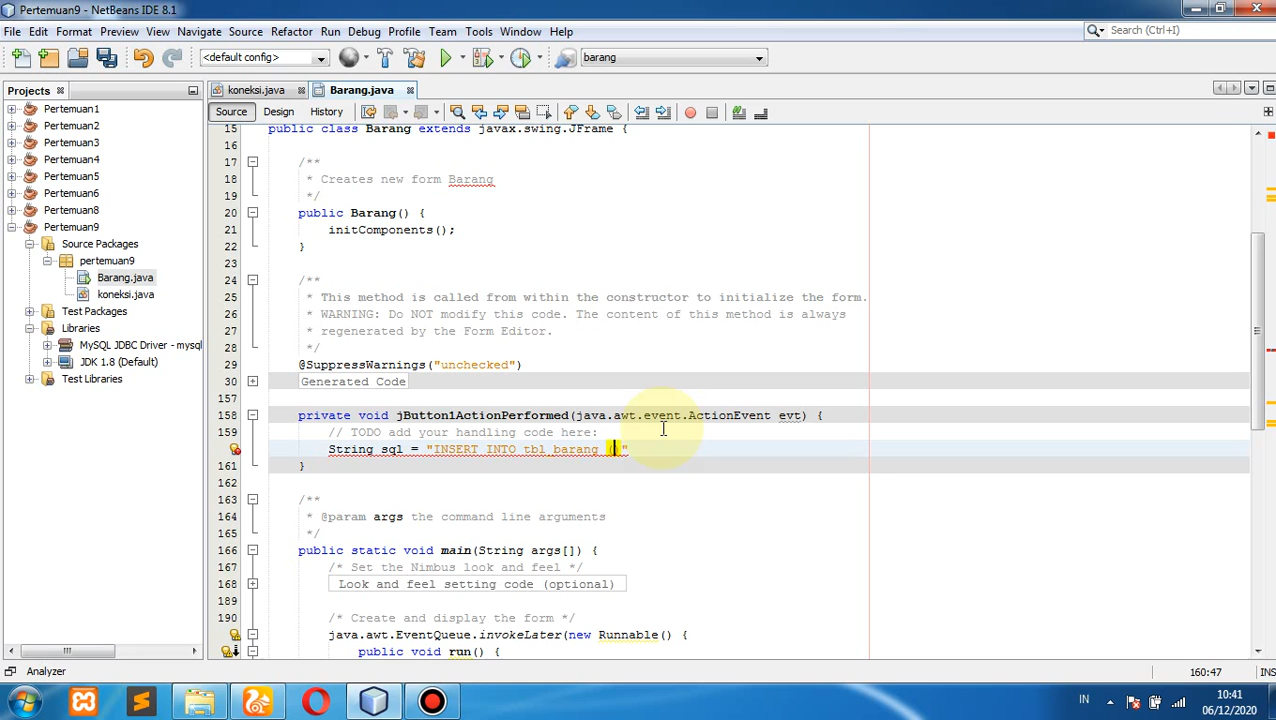 Pertemuan9 - NetBeans IDE 8.1
File Edit View Navigate Source Refactor Run Debug Profile Team Tools Window Help
Search (Ctrl+I)
<default config>
barang
Projects
koneksi.java
Barang.java
Source Design History
Pertemuan1
Pertemuan2
Pertemuan3
Pertemuan4
Pertemuan5
Pertemuan6
Pertemuan8
Pertemuan9
Source Packages
pertemuan9
Barang.java
koneksi.java
Test Packages
Libraries
MySQL JDBC Driver - mysql
JDK 1.8 (Default)
Test Libraries
15 public class Barang extends javax.swing.JFrame {
16
17 /**
18 * Creates new form Barang
19 */
20 public Barang() {
21 initComponents();
22 }
23
24 /**
25 * This method is called from within the constructor to initialize the form.
26 * WARNING: Do NOT modify this code. The content of this method is always
27 * regenerated by the Form Editor.
28 */
29 @SuppressWarnings("unchecked")
30 Generated Code
157
158 private void jButton1ActionPerformed(java.awt.event.ActionEvent evt) {
159 // TODO add your handling code here:
String sql = "INSERT INTO tbl_barang ()"
161 }
162
163 /**
164 * @param args the command line arguments
165 */
166 public static void main(String args[]) {
167 /* Set the Nimbus look and feel */
168 Look and feel setting code (optional)
189
190 /* Create and display the form */
java.awt.EventQueue.invokeLater(new Runnable() {
public void run() {
Analyzer
160:47
INS
IN
10:41
06/12/2020